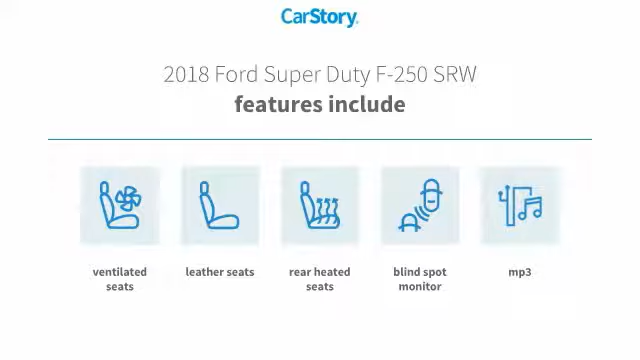 CarStory.
2018 Ford Super Duty F-250 SRW
features include
ventilated
seats
leather seats
rear heated
seats
blind spot
monitor
mp3